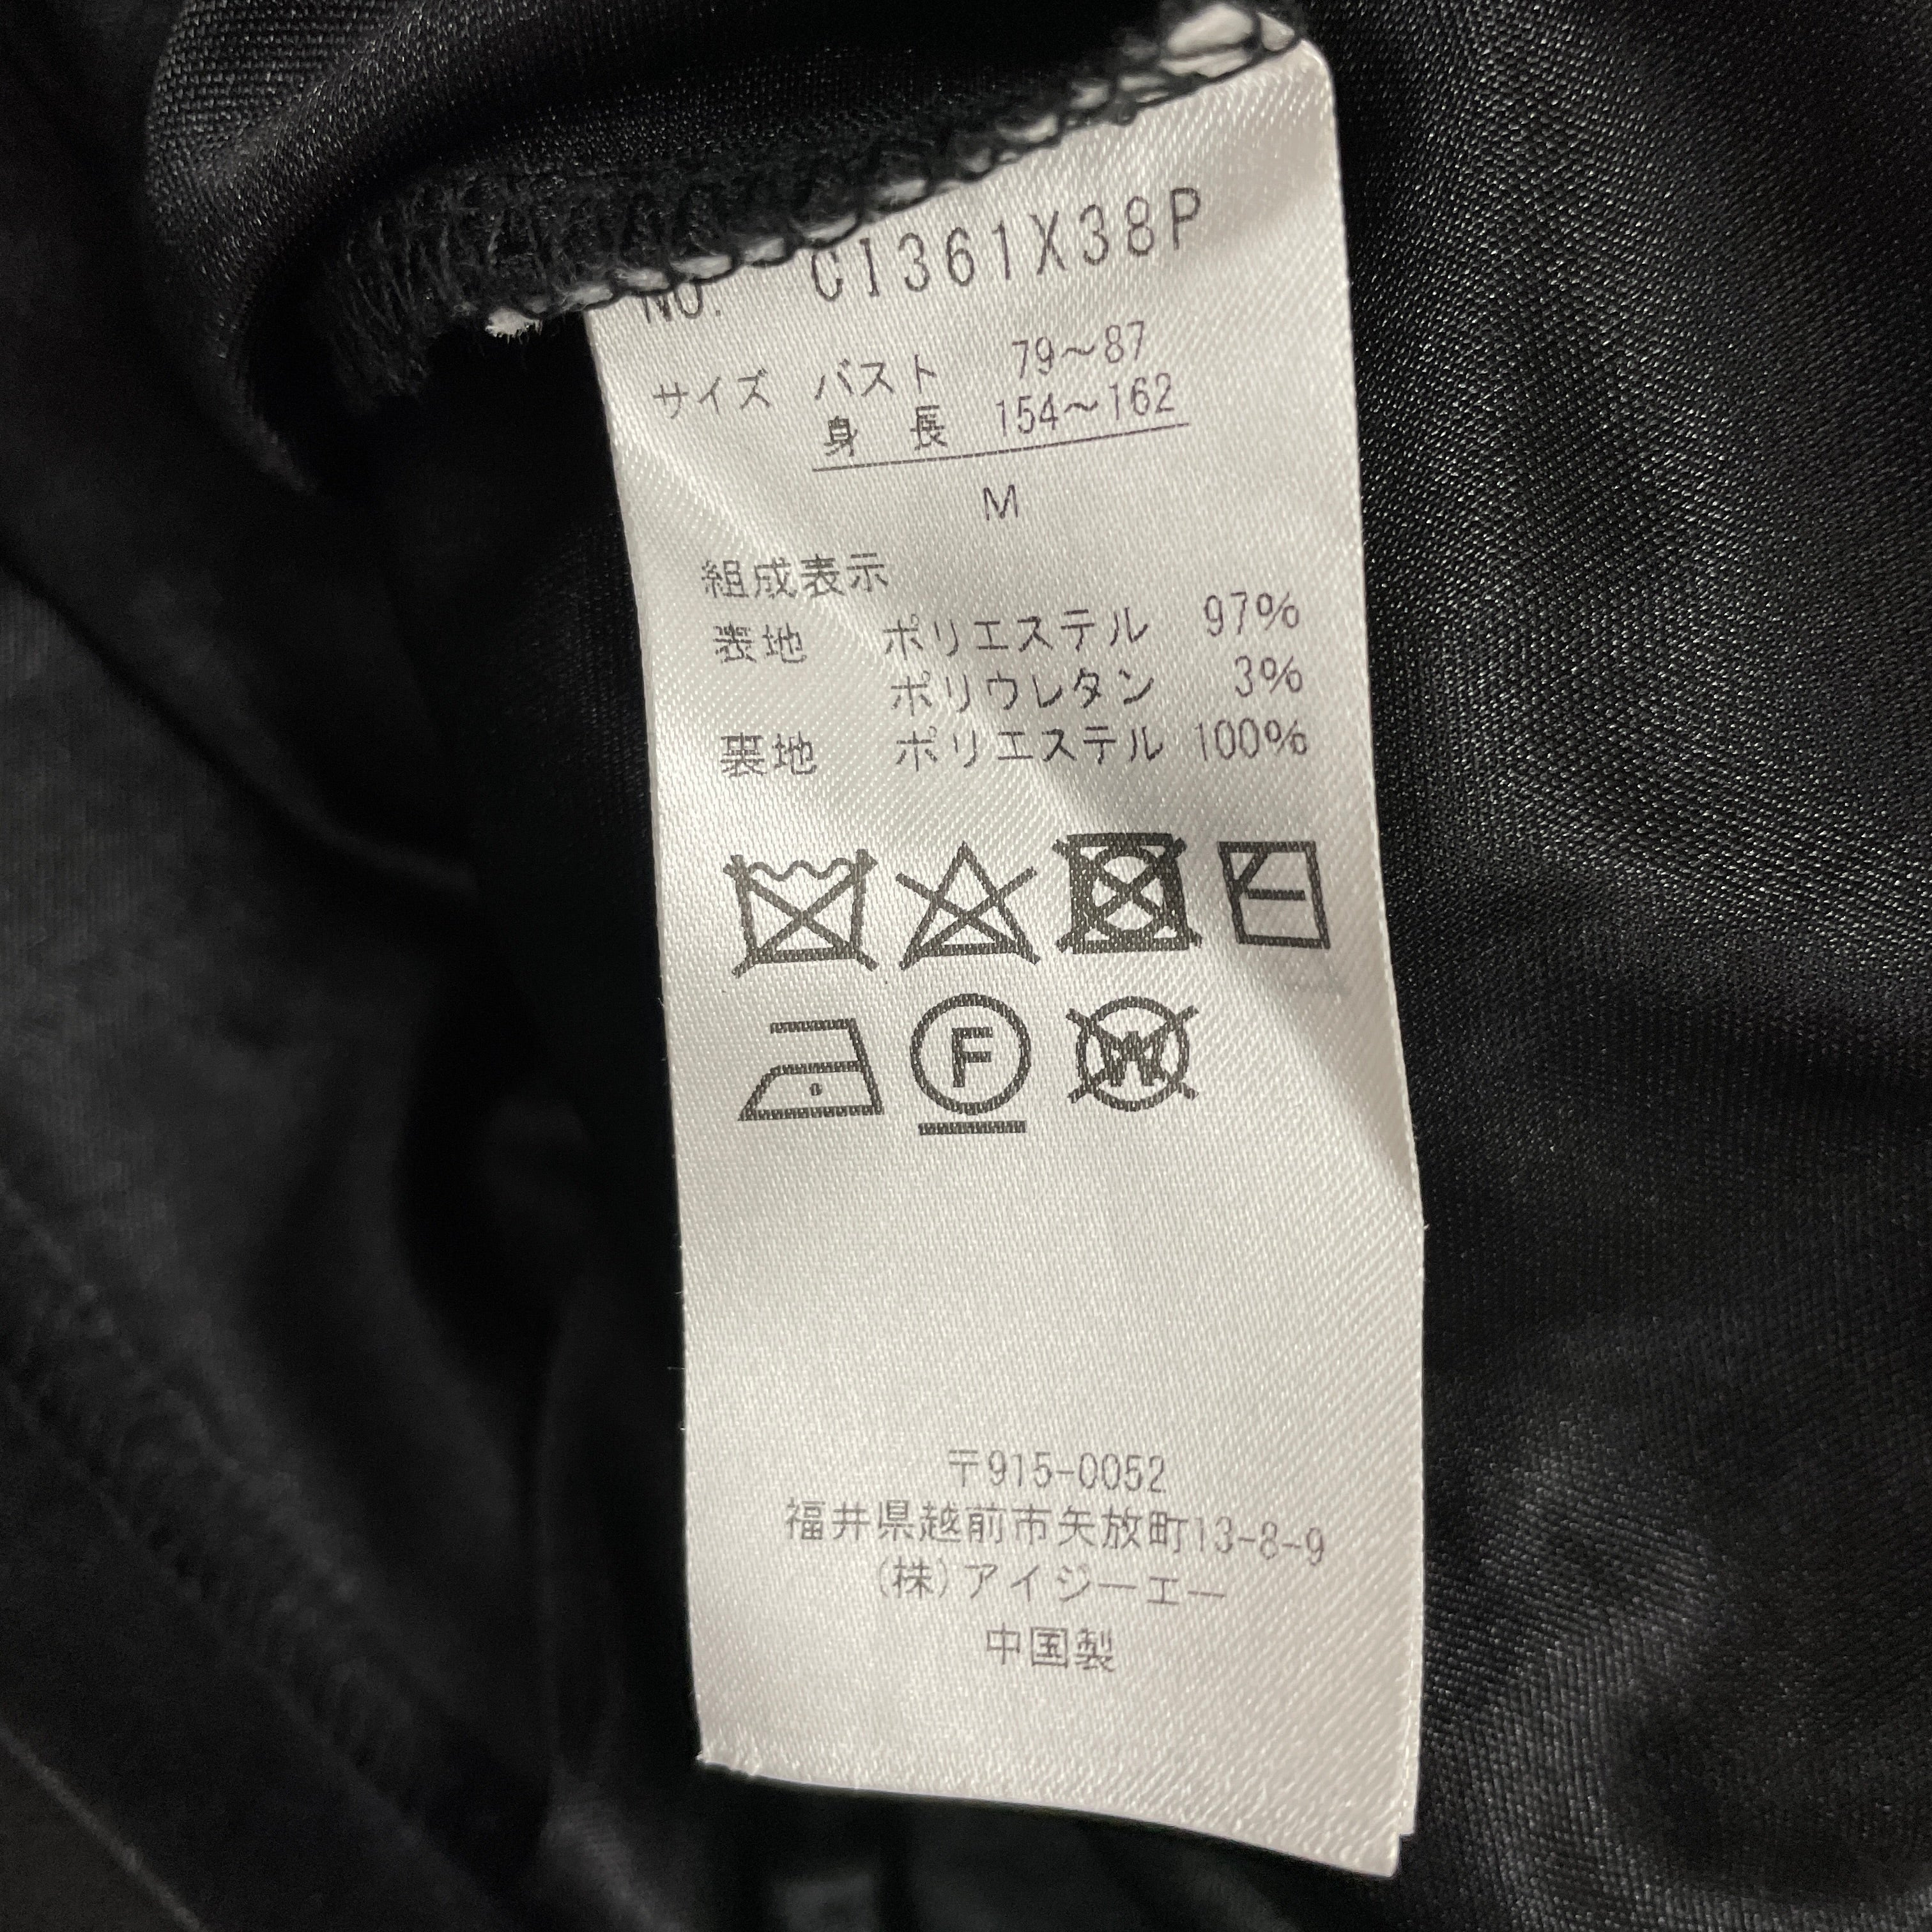 No. C1361X38P
サイズ バスト 79～87
身 長 154～162
M
組成表示
表地 ポリエステル 97%
ポリウレタン 3%
裏地 ポリエステル 100%
F W
〒915-0052
福井県越前市矢放町13-8-9
(株)アイジーエー
中国製